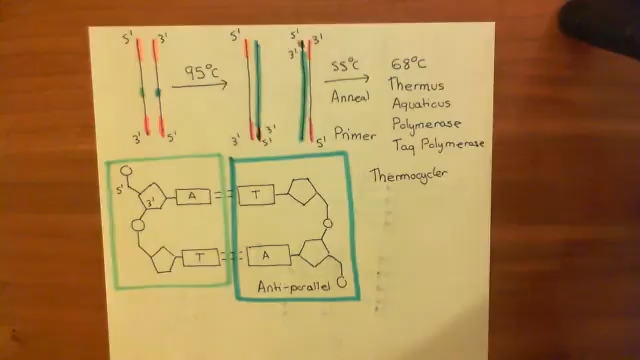 5' 3' 5' 5' 3'
3'
95°c 55°c 68°c
Anneal Thermus
Aquaticus
Primer Polymerase
Taq Polymerase
3' 5' 3' 3' 5' 5'
Thermocycler
5' 3' A T
T A
Anti-parallel